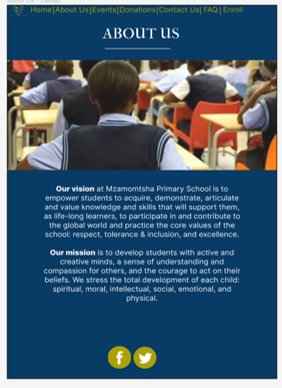 Home|About Us|Events|Donations|Contact Us| FAQ | Enroll
ABOUT US
Our vision at Mzamomtsha Primary School is to
empower students to acquire, demonstrate, articulate
and value knowledge and skills that will support them,
as life-long learners, to participate in and contribute to
the global world and practice the core values of the
school: respect, tolerance & inclusion, and excellence.
Our mission is to develop students with active and
creative minds, a sense of understanding and
compassion for others, and the courage to act on their
beliefs. We stress the total development of each child:
spiritual, moral, intellectual, social, emotional, and
physical.